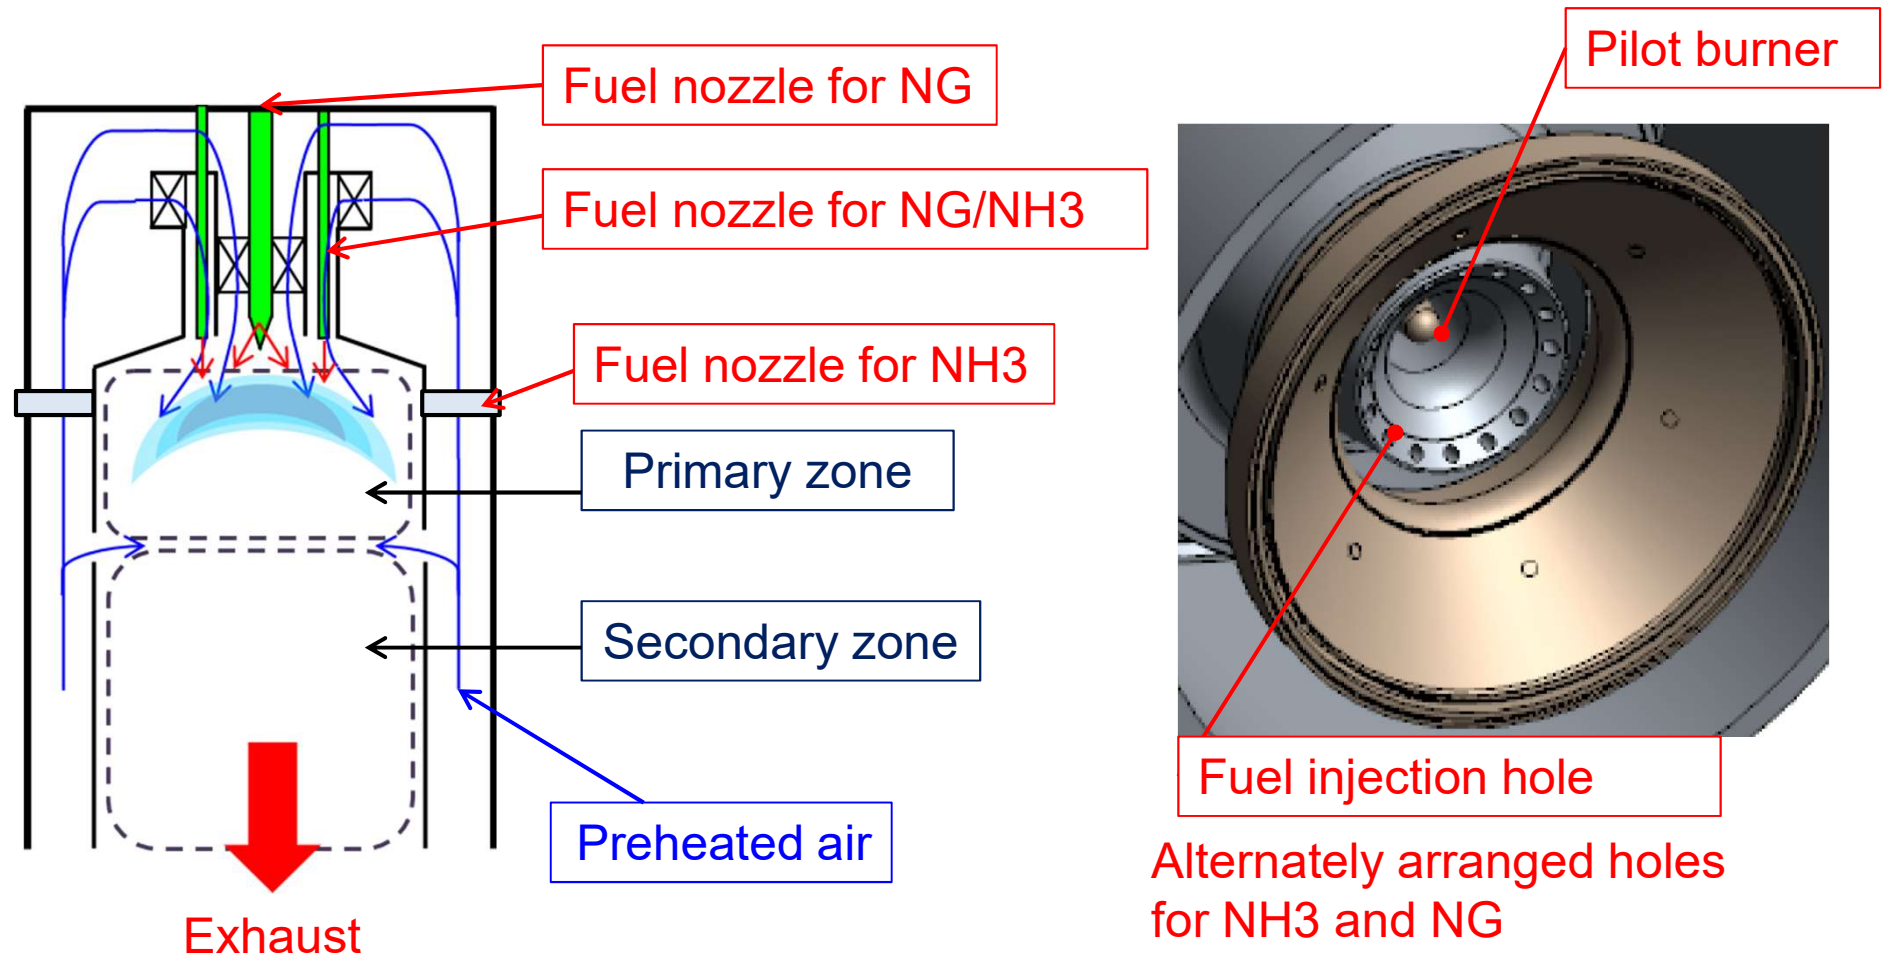 Fuel nozzle for NG
Fuel nozzle for NG/NH3
Fuel nozzle for NH3
Primary zone
Secondary zone
Preheated air
Exhaust
Pilot burner
Fuel injection hole
Alternately arranged holes
for NH3 and NG